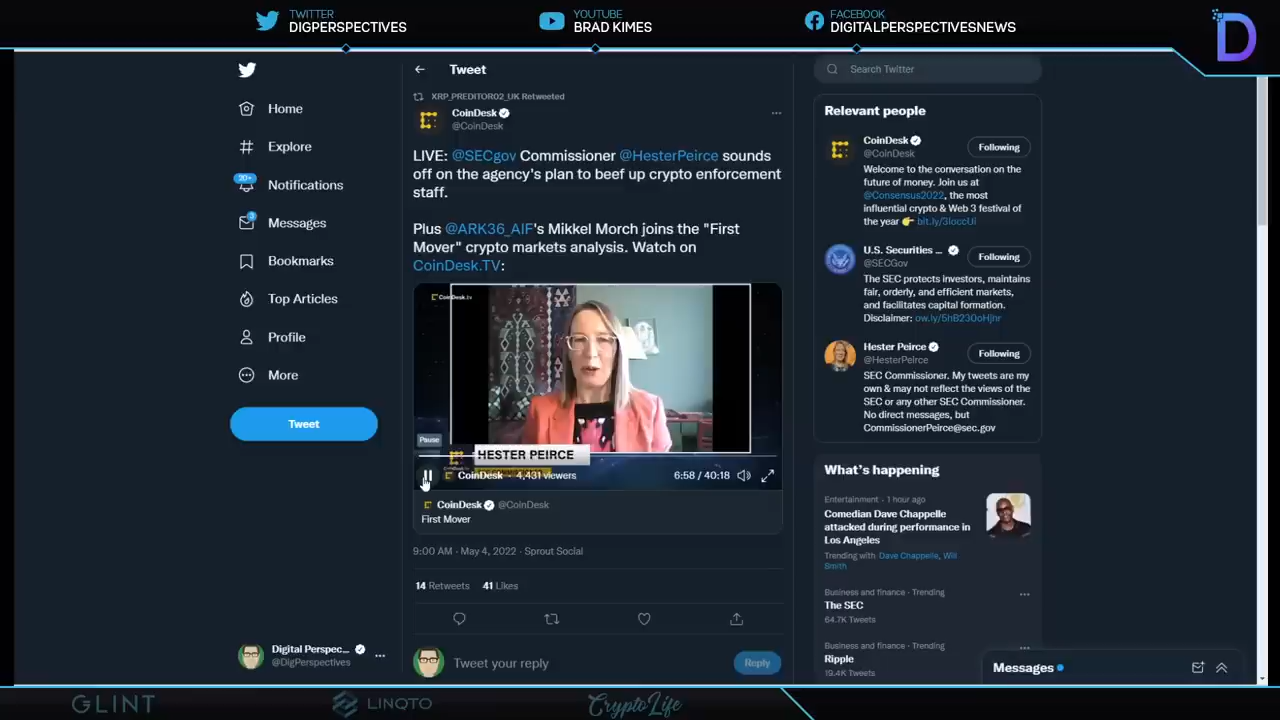 TWITTER
DIGPERSPECTIVES
YOUTUBE
BRAD KIMES
FACEBOOK
DIGITALPERSPECTIVESNEWS
D
Home
Explore
20+
Notifications
Messages
Bookmarks
Top Articles
Profile
More
Tweet
Digital Perspec...
@DigPerspectives
Tweet
XRP_PREDITOR02_UK Retweeted
CoinDesk
@CoinDesk
LIVE: @SECgov Commissioner @HesterPeirce sounds
off on the agency's plan to beef up crypto enforcement
staff.
Plus @ARK36_AIF's Mikkel Morch joins the "First
Mover" crypto markets analysis. Watch on
CoinDesk.TV:
CoinDesk.tv
Pause
HESTER PEIRCE
CoinDesk 4,431 viewers
6:58 / 40:18
CoinDesk @CoinDesk
First Mover
9:00 AM · May 4, 2022 · Sprout Social
14 Retweets 41 Likes
Tweet your reply
Reply
Search Twitter
Relevant people
CoinDesk
@CoinDesk
Following
Welcome to the conversation on
the future of money. Join us at
@Consensus2022, the most
influential crypto & Web 3 festival of
the year 👉 bit.ly/3loccUl
U.S. Securities ...
@SECGov
Following
The SEC protects investors, maintains
fair, orderly, and efficient markets,
and facilitates capital formation.
Disclaimer: ow.ly/5hB230oHjnr
Hester Peirce
@HesterPeirce
Following
SEC Commissioner. My tweets are my
own & may not reflect the views of the
SEC or any other SEC Commissioner.
No direct messages, but
CommissionerPeirce@sec.gov
What's happening
Entertainment · 1 hour ago
Comedian Dave Chappelle
attacked during performance in
Los Angeles
Trending with Dave Chappelle, Will
Smith
Business and finance · Trending
The SEC
64.7K Tweets
Business and finance · Trending
Ripple
19.4K Tweets
Messages
GLINT
LINQTO
CryptoLife